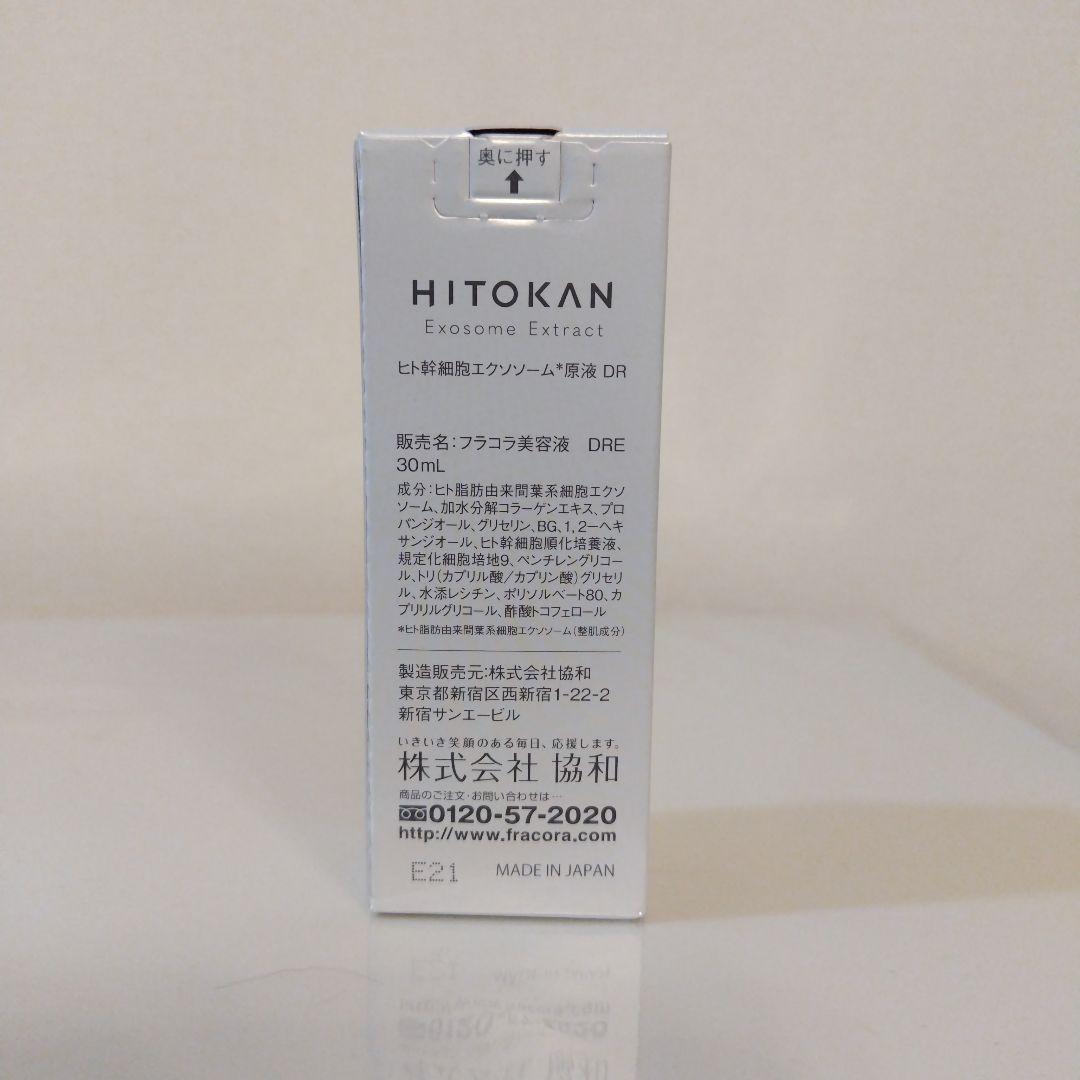 奥に押す
HITOKAN
Exosome Extract
ヒト幹細胞エクソソーム*原液 DR
販売名:フラコラ美容液 DRE
30mL
成分:ヒト脂肪由来間葉系細胞エクソ
ソーム、加水分解コラーゲンエキス、プロ
パンジオール、グリセリン、BG、1,2ーヘキ
サンジオール、ヒト幹細胞順化培養液、
規定化細胞培地9、ペンチレングリコー
ル、トリ(カプリル酸/カプリン酸)グリセリ
ル、水添レシチン、ポリソルベート80、カ
プリリルグリコール、酢酸トコフェロール
*ヒト脂肪由来間葉系細胞エクソソーム(整肌成分)
製造販売元:株式会社協和
東京都新宿区西新宿1-22-2
新宿サンエービル
いきいき笑顔のある毎日、応援します。
株式会社 協和
商品のご注文・お問い合わせは…
0120-57-2020
http://www.fracora.com
E21 MADE IN JAPAN